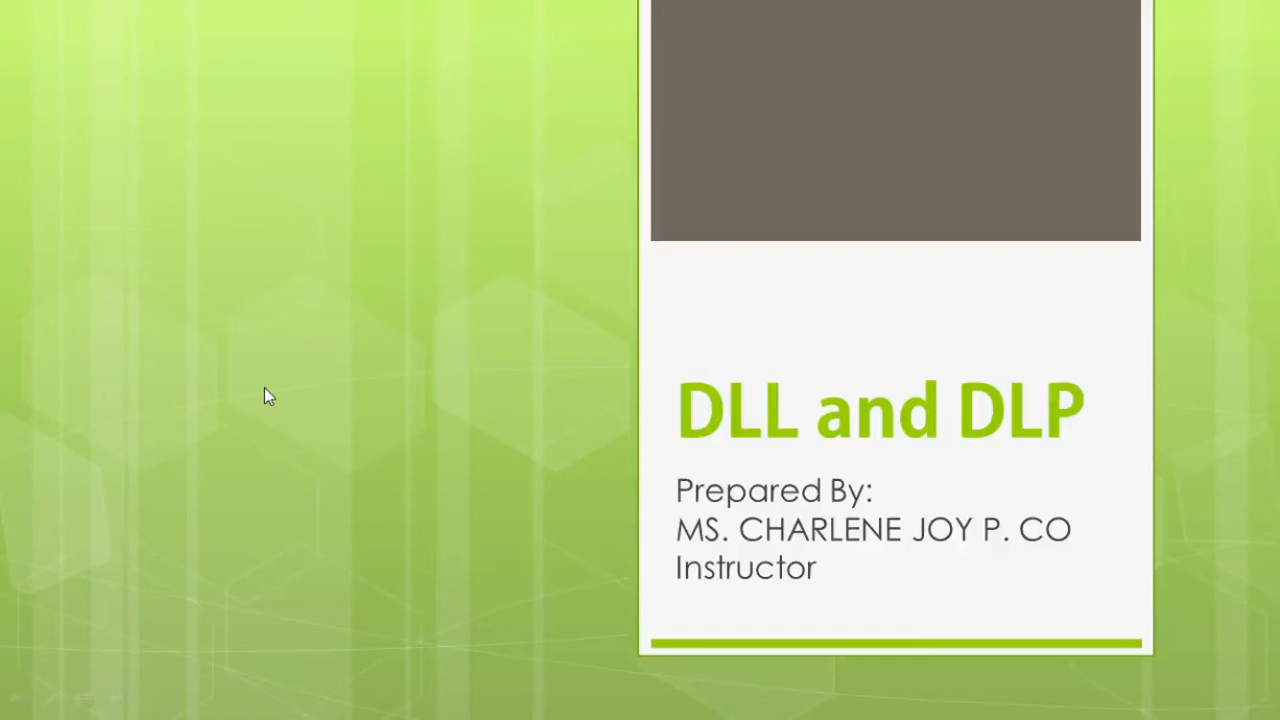 DLL and DLP
Prepared By:
MS. CHARLENE JOY P. CO
Instructor